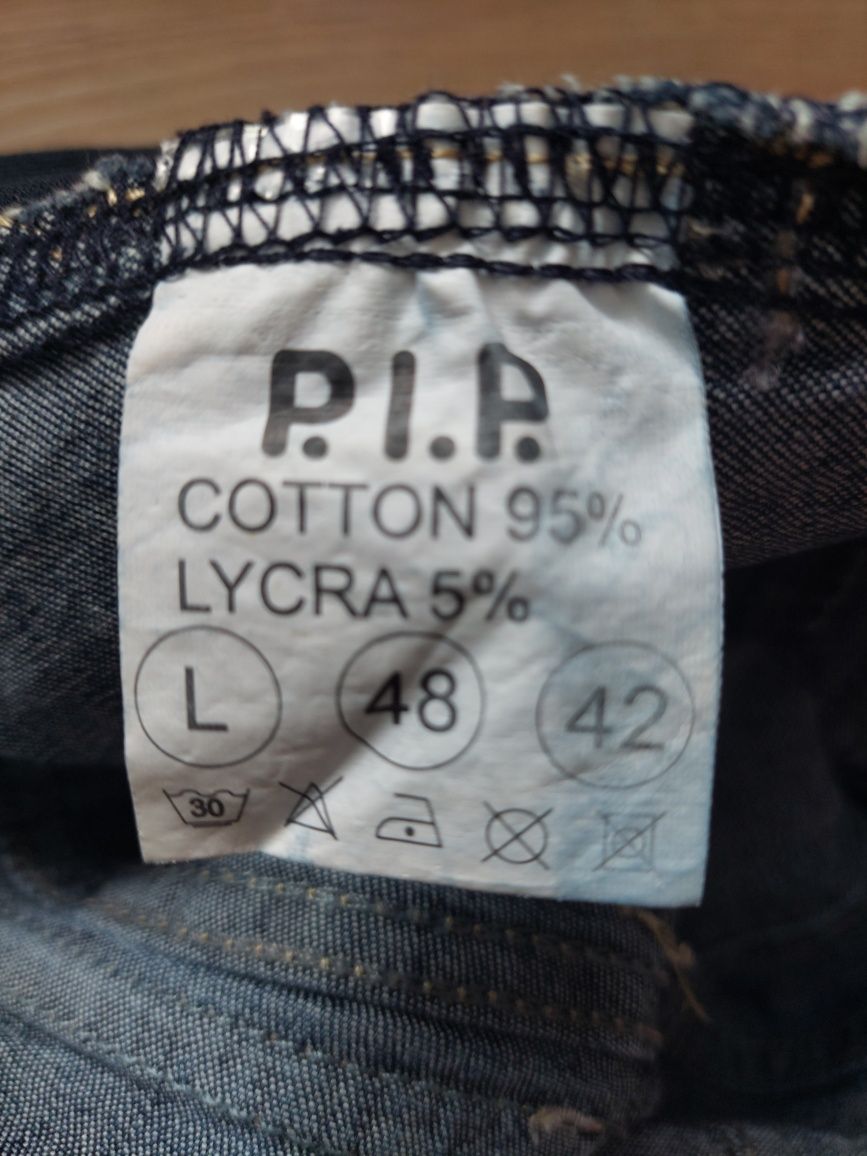 P.I.P.
COTTON 95%
LYCRA 5%
L 48 42
30